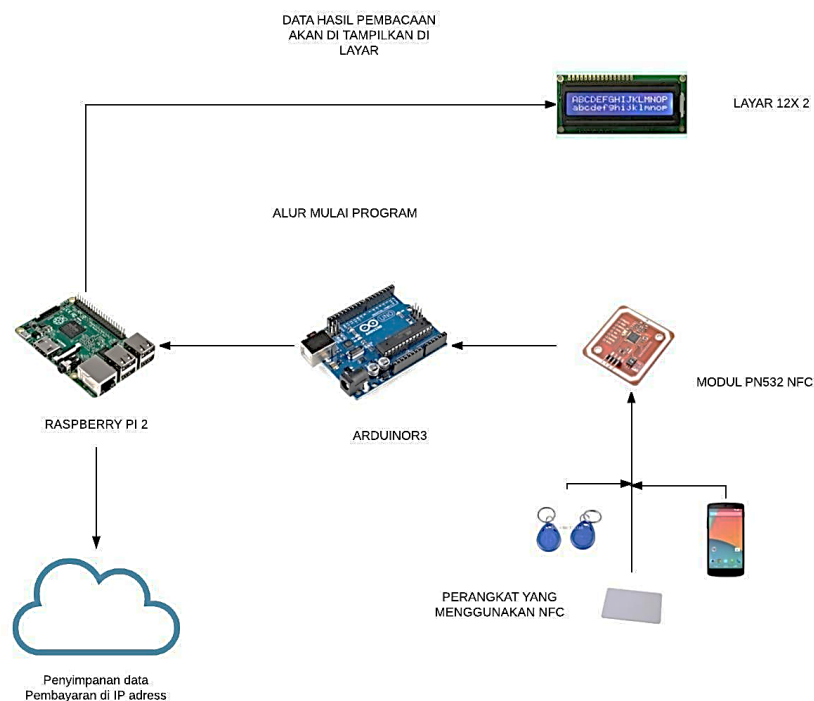 DATA HASIL PEMBACAAN
AKAN DI TAMPILKAN DI
LAYAR
ABCDEFGHIJKLMNOP
abcdefghijklmnop
LAYAR 12X 2
ALUR MULAI PROGRAM
UNO
MODUL PN532 NFC
RASPBERRY PI 2
ARDUINOR3
PERANGKAT YANG
MENGGUNAKAN NFC
Penyimpanan data
Pembayaran di IP adress